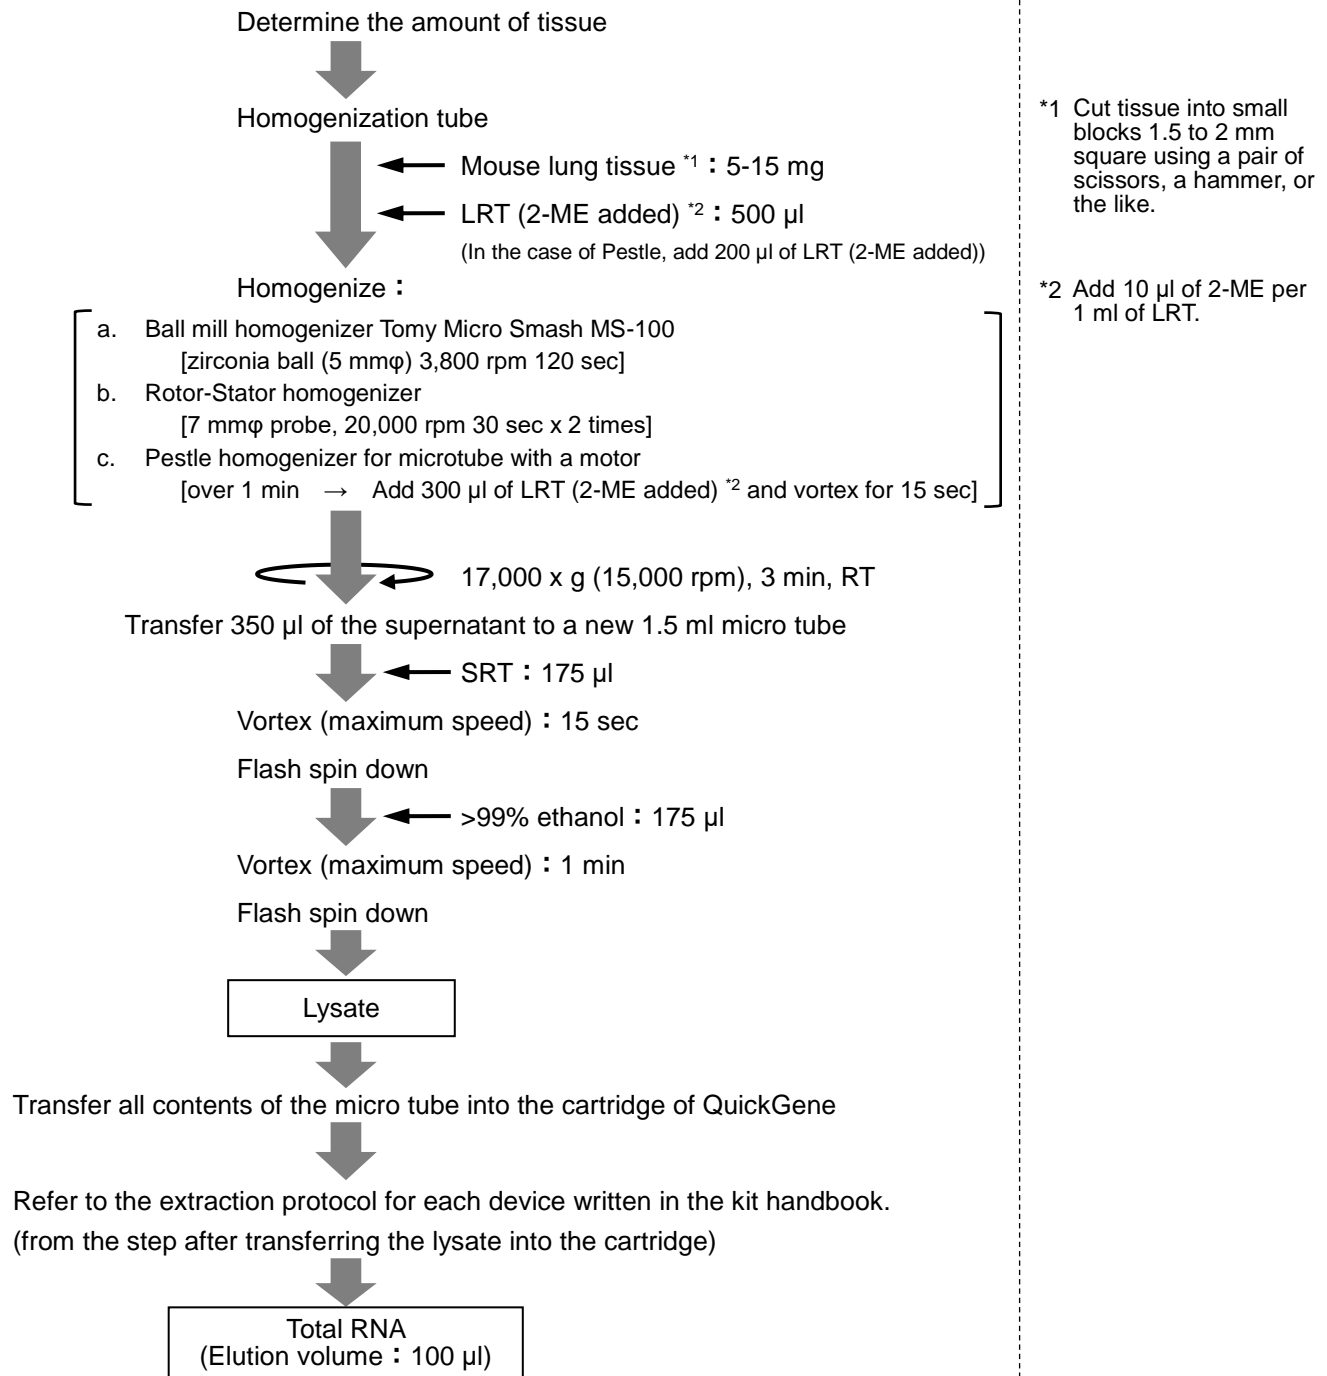 Determine the amount of tissue
Homogenization tube
Mouse lung tissue *1：5-15 mg
LRT (2-ME added) *2：500 µl
(In the case of Pestle, add 200 µl of LRT (2-ME added))
Homogenize：
a. Ball mill homogenizer Tomy Micro Smash MS-100
[zirconia ball (5 mmφ) 3,800 rpm 120 sec]
b. Rotor-Stator homogenizer
[7 mmφ probe, 20,000 rpm 30 sec x 2 times]
c. Pestle homogenizer for microtube with a motor
[over 1 min → Add 300 µl of LRT (2-ME added) *2 and vortex for 15 sec]
17,000 x g (15,000 rpm), 3 min, RT
Transfer 350 µl of the supernatant to a new 1.5 ml micro tube
SRT：175 µl
Vortex (maximum speed)：15 sec
Flash spin down
>99% ethanol：175 µl
Vortex (maximum speed)：1 min
Flash spin down
Lysate
Transfer all contents of the micro tube into the cartridge of QuickGene
Refer to the extraction protocol for each device written in the kit handbook.
(from the step after transferring the lysate into the cartridge)
Total RNA
(Elution volume：100 µl)
*1 Cut tissue into small
blocks 1.5 to 2 mm
square using a pair of
scissors, a hammer, or
the like.
*2 Add 10 µl of 2-ME per
1 ml of LRT.